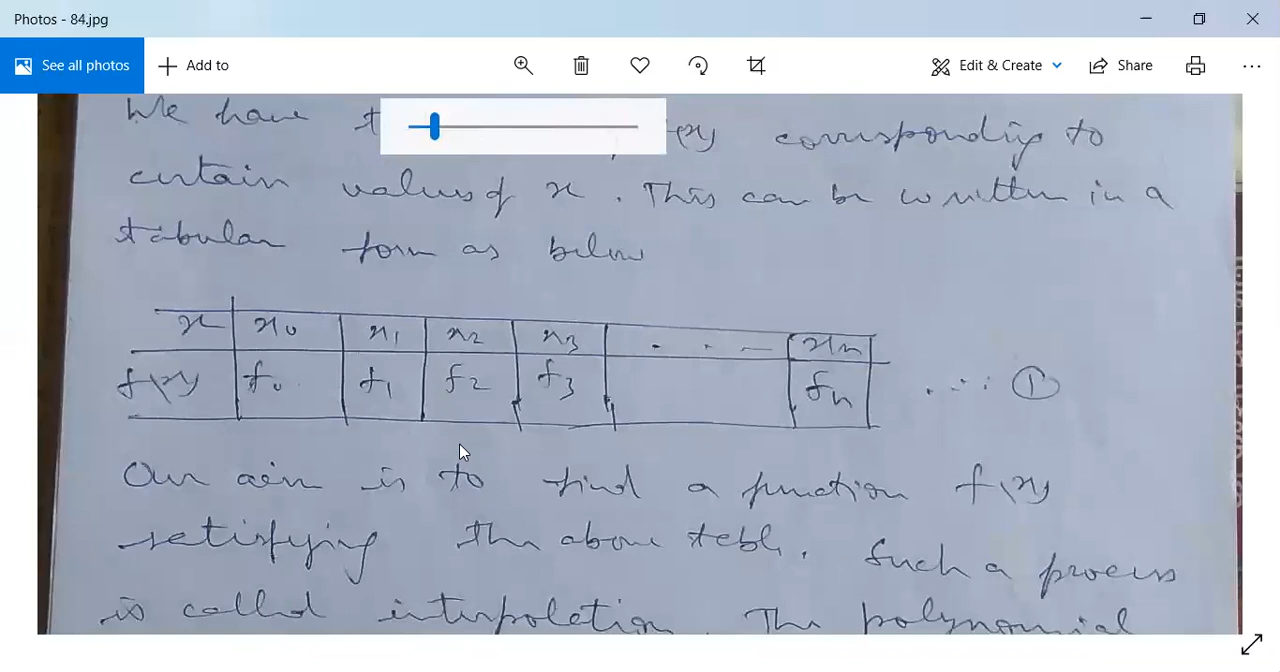 Photos - 84.jpg
See all photos
Add to
Edit & Create
Share
We have f(x) corresponding to
certain values of x. This can be written in a
tabular form as below
x x0 x1 x2 x3 . . — xn
f(x) f0 f1 f2 f3 fn ....: ①
Our aim is to find a function f(x)
satisfying the above table. Such a process
is called interpolation. The polynomial